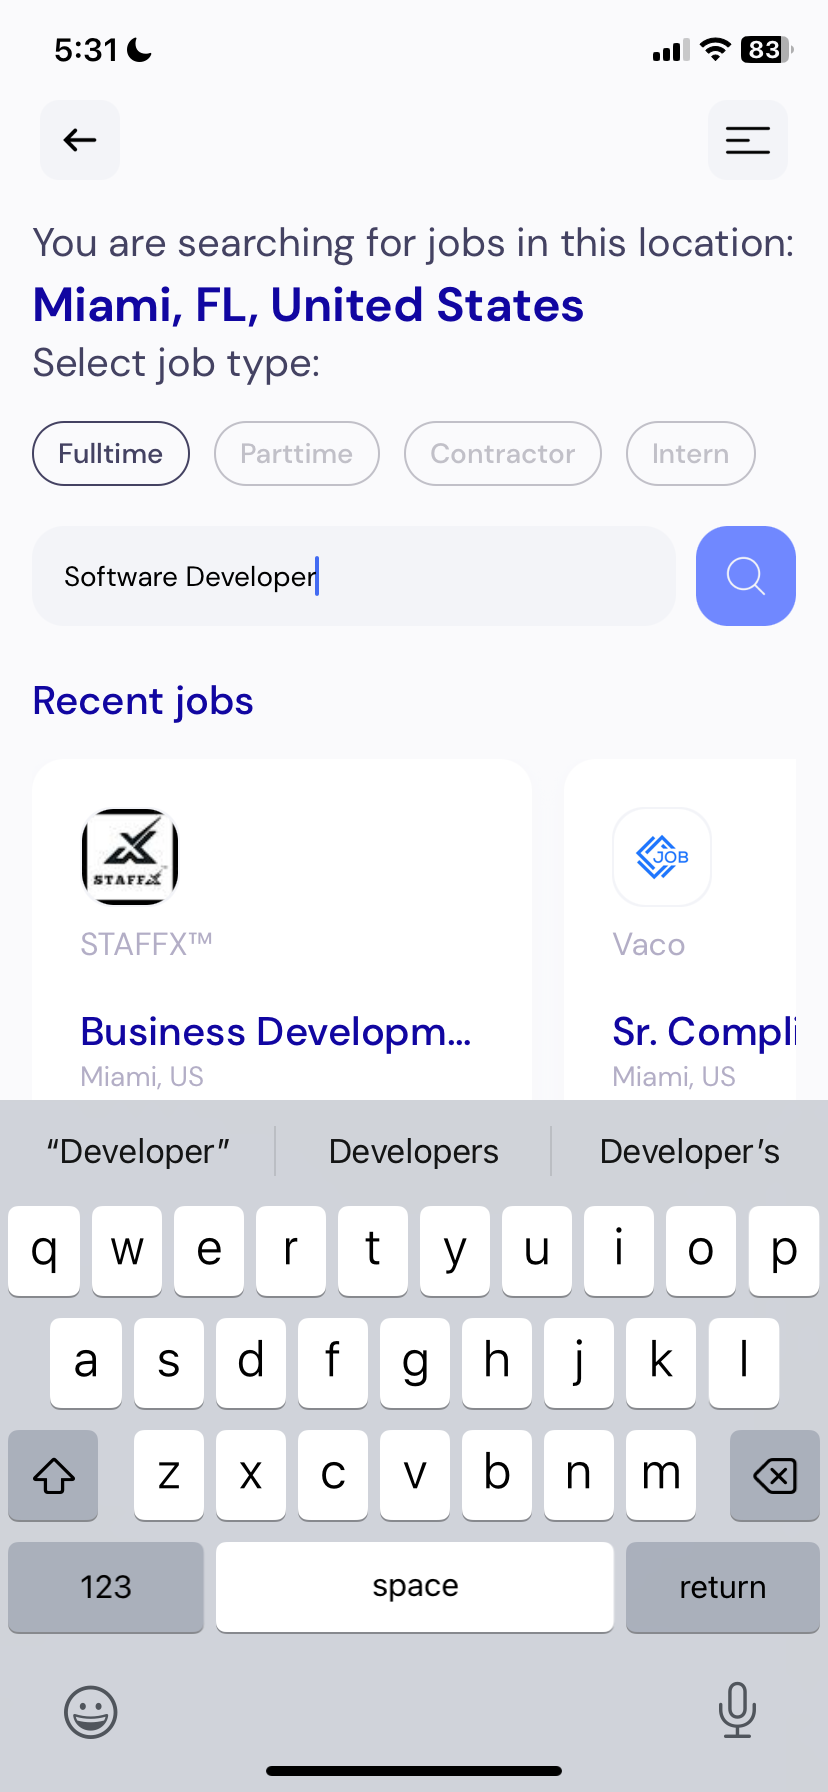 5:31
83
You are searching for jobs in this location:
Miami, FL, United States
Select job type:
Fulltime Parttime Contractor Intern
Software Developer
Recent jobs
STAFFX™ JOB
STAFFX™ Vaco
Business Developm... Sr. Compli
Miami, US Miami, US
“Developer” Developers Developer’s
q w e r t y u i o p
a s d f g h j k l
z x c v b n m
123 space return